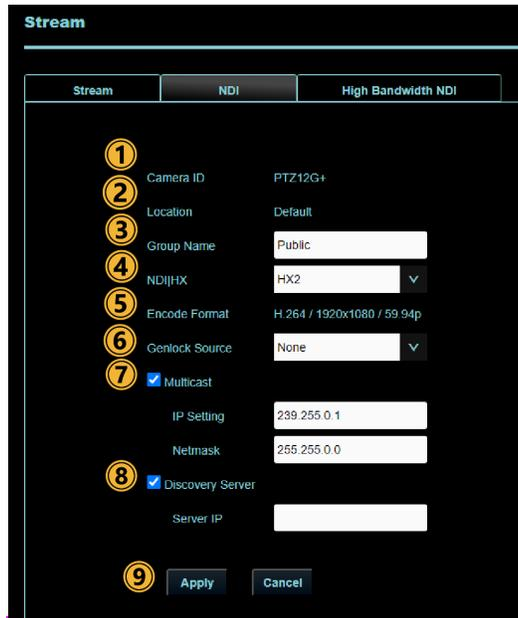 Stream
Stream NDI High Bandwidth NDI
1
Camera ID PTZ12G+
2
Location Default
3
Group Name Public
4
NDI|HX HX2
5
Encode Format H.264 / 1920x1080 / 59.94p
6
Genlock Source None
7
Multicast
IP Setting 239.255.0.1
Netmask 255.255.0.0
8
Discovery Server
Server IP
9
Apply Cancel